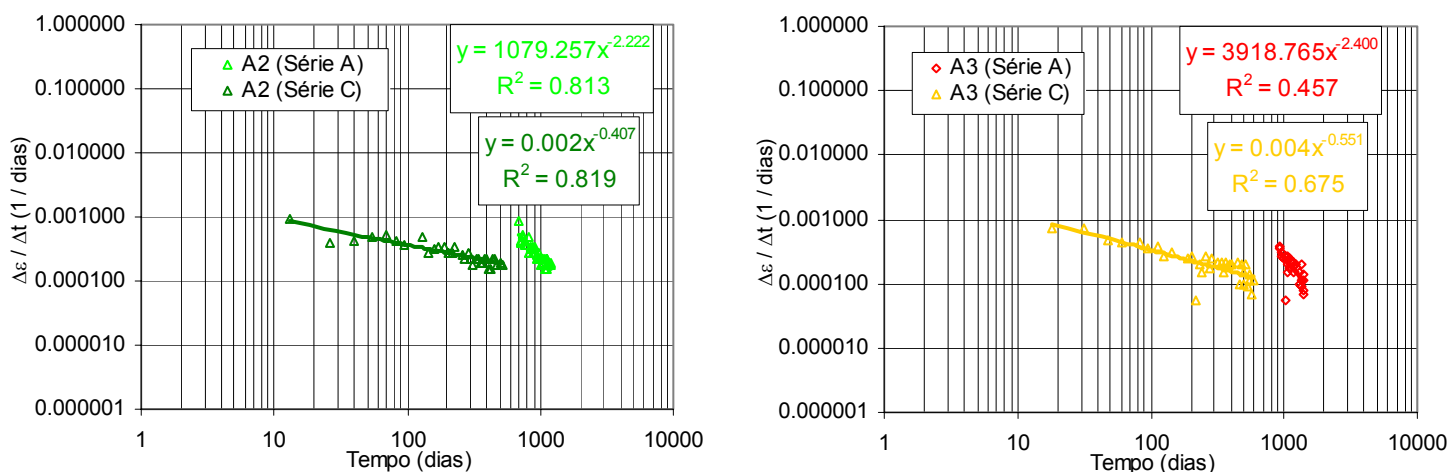 1.000000
0.100000
0.010000
0.001000
0.000100
0.000010
0.000001
Δε / Δt (1 / dias)
A2 (Série A)
A2 (Série C)
y = 1079.257x^-2.222
R² = 0.813
y = 0.002x^-0.407
R² = 0.819
1 10 100 1000 10000
Tempo (dias)
1.000000
0.100000
0.010000
0.001000
0.000100
0.000010
0.000001
Δε / Δt (1 / dias)
A3 (Série A)
A3 (Série C)
y = 3918.765x^-2.400
R² = 0.457
y = 0.004x^-0.551
R² = 0.675
1 10 100 1000 10000
Tempo (dias)